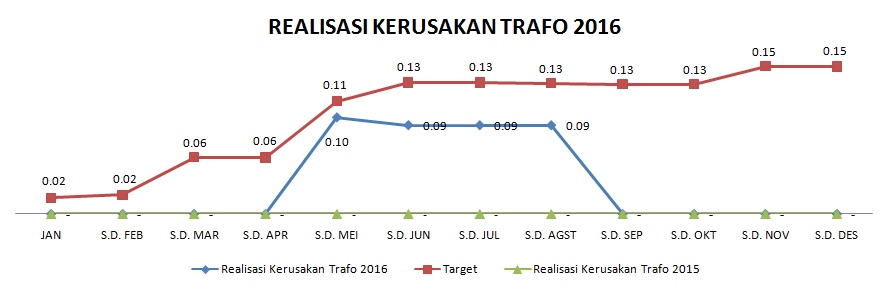 REALISASI KERUSAKAN TRAFO 2016
0.02 0.02 0.06 0.06 0.11 0.13 0.13 0.13 0.13 0.13 0.15 0.15
0.10 0.09 0.09 0.09
- - - - - - - - - - - -
JAN S.D. FEB S.D. MAR S.D. APR S.D. MEI S.D. JUN S.D. JUL S.D. AGST S.D. SEP S.D. OKT S.D. NOV S.D. DES
Realisasi Kerusakan Trafo 2016 Target Realisasi Kerusakan Trafo 2015